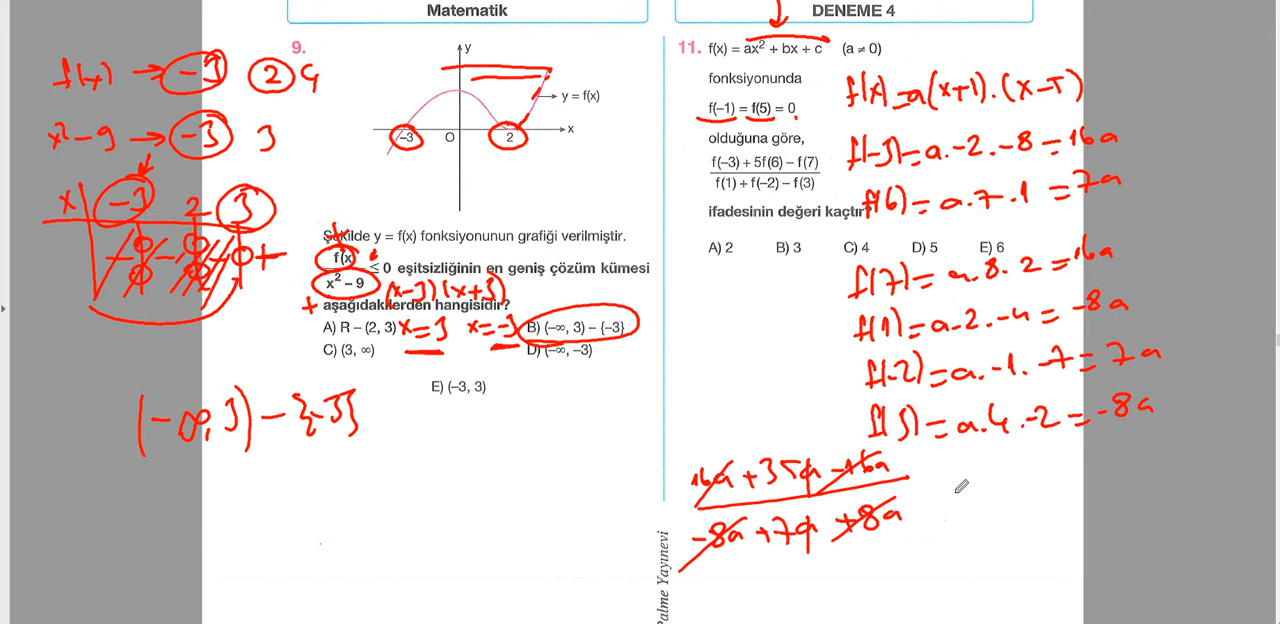 Matematik
DENEME 4
9.
y
y = f(x)
x
-3
O
2
Şekilde y = f(x) fonksiyonunun grafiği verilmiştir.
f(x)
x² – 9
≤ 0 eşitsizliğinin en geniş çözüm kümesi
aşağıdakilerden hangisidir?
A) R – (2, 3)
B) (–∞, 3) – {–3}
C) (3, ∞)
D) (–∞, –3)
E) (–3, 3)
f(x) → -3 2 ç
x²-9 → -3 3
x -3 2 3
- - - +
+
(x-3)(x+3)
x=3 x=-3
(-∞,3)-{-3}
11. f(x) = ax² + bx + c (a ≠ 0)
fonksiyonunda
f(–1) = f(5) = 0
olduğuna göre,
f(–3) + 5f(6) – f(7)
f(1) + f(–2) – f(3)
ifadesinin değeri kaçtır?
A) 2
B) 3
C) 4
D) 5
E) 6
f(x)=a(x+1).(x-5)
f(-3)=a.-2.-8=16a
f(6)=a.7.1=7a
f(7)=a.8.2=16a
f(1)=a.2.-4=-8a
f(-2)=a.-1.-7=7a
f(3)=a.4.-2=-8a
16a+35a-16a
-8a+7a+8a
Palme Yayınevi